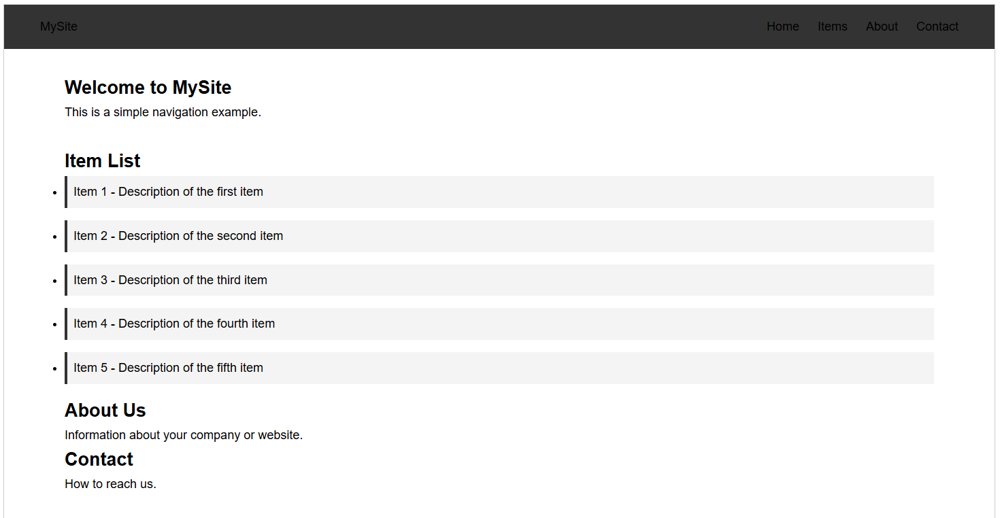 MySite Home Items About Contact
Welcome to MySite
This is a simple navigation example.
Item List
Item 1 - Description of the first item
Item 2 - Description of the second item
Item 3 - Description of the third item
Item 4 - Description of the fourth item
Item 5 - Description of the fifth item
About Us
Information about your company or website.
Contact
How to reach us.